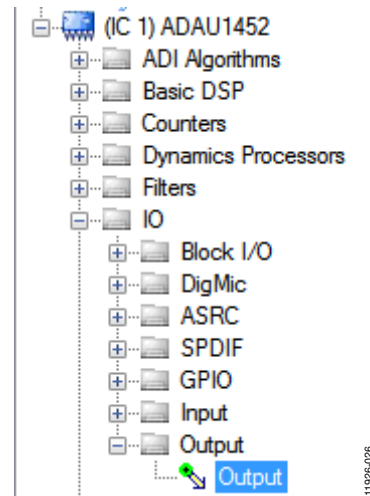 (IC 1) ADAU1452
ADI Algorithms
Basic DSP
Counters
Dynamics Processors
Filters
IO
Block I/O
DigMic
ASRC
SPDIF
GPIO
Input
Output
Output
11926-026